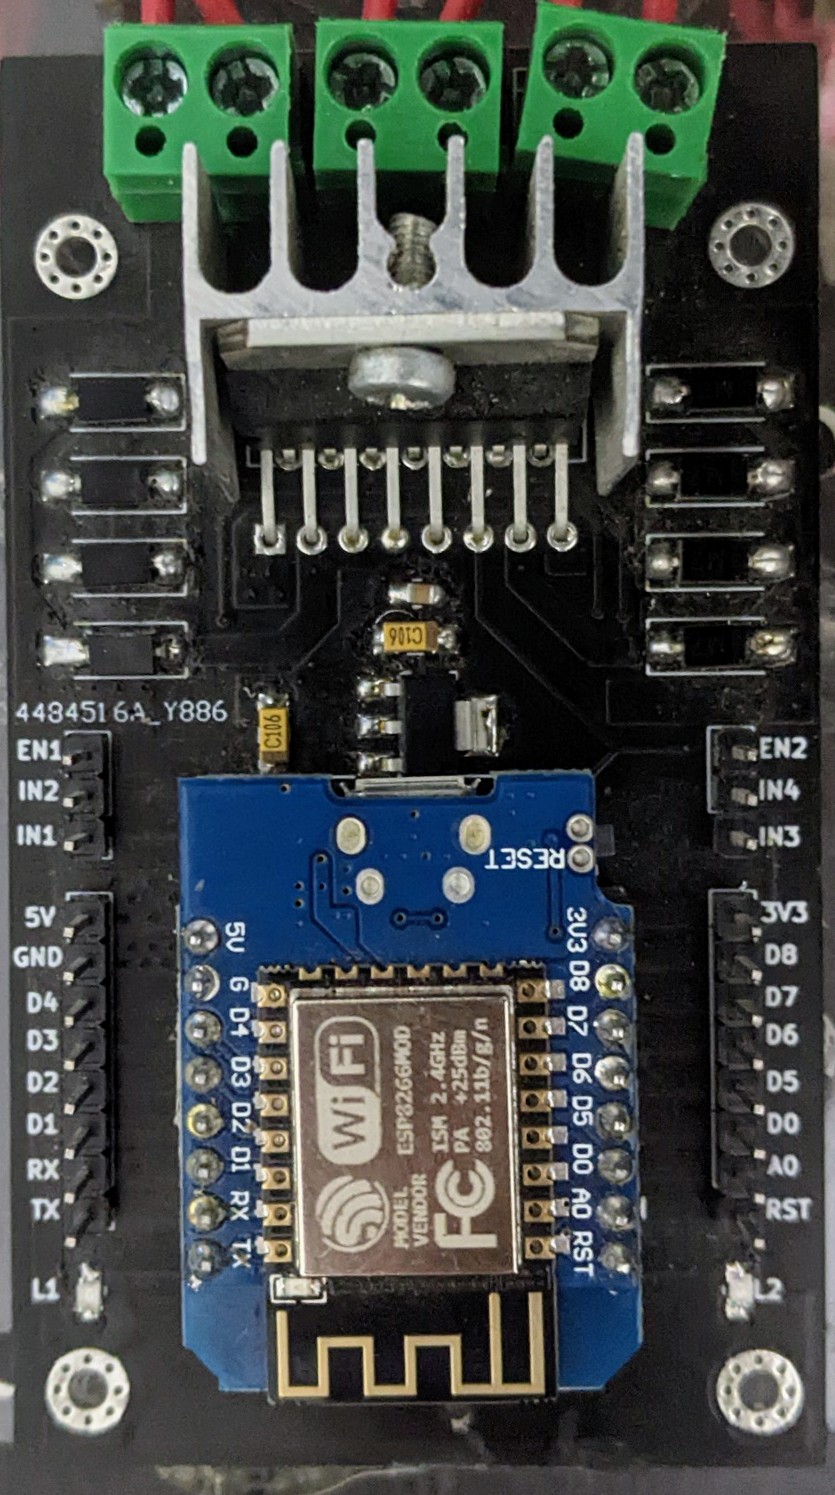 C106
C106
4484516A_Y886
EN1
IN2
IN1
EN2
IN4
IN3
RESET
5V
GND
D4
D3
D2
D1
RX
TX
L1
5V
G
D4
D3
D2
D1
RX
TX
WiFi
MODEL ESP8266MOD
VENDOR
ISM 2.4GHz
PA +25dBm
802.11b/g/n
FC
3V3
D8
D7
D6
D5
D0
A0
RST
3V3
D8
D7
D6
D5
D0
A0
RST
L2